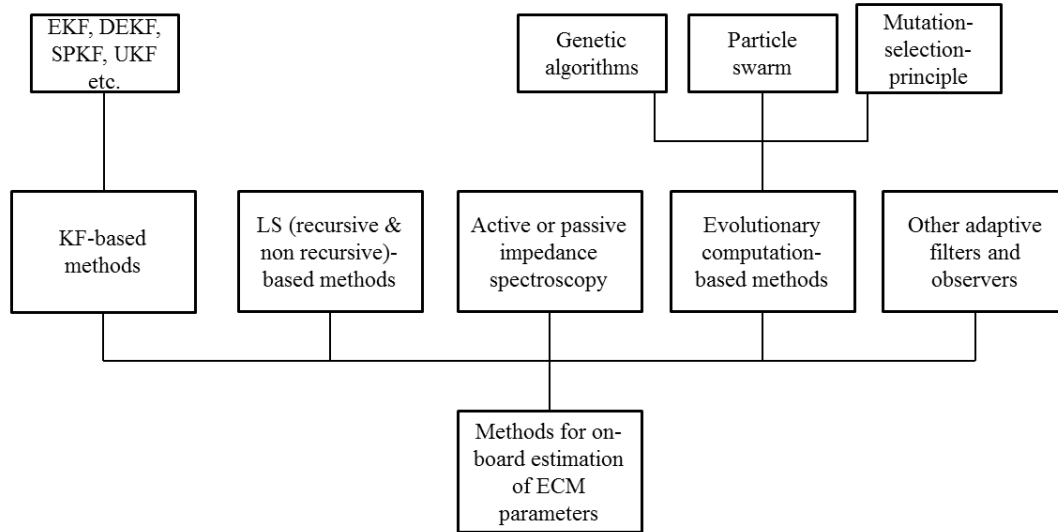 EKF, DEKF,
SPKF, UKF
etc.
Genetic
algorithms
Particle
swarm
Mutation-
selection-
principle
KF-based
methods
LS (recursive &
non recursive)-
based methods
Active or passive
impedance
spectroscopy
Evolutionary
computation-
based methods
Other adaptive
filters and
observers
Methods for on-
board estimation
of ECM
parameters